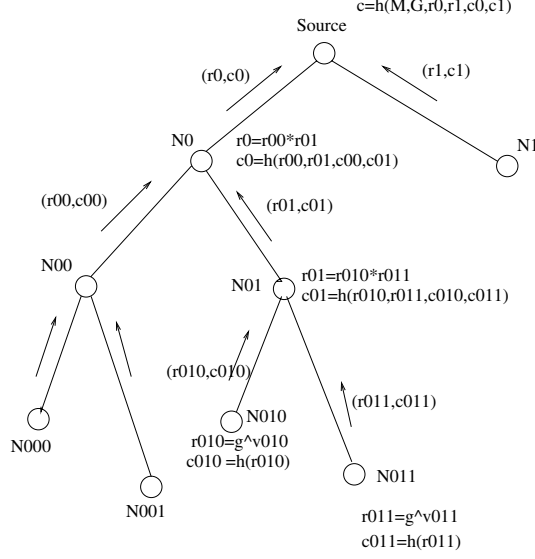 c=h(M,G,r0,r1,c0,c1)
Source
(r0,c0)
(r1,c1)
N0
r0=r00*r01
c0=h(r00,r01,c00,c01)
N1
(r00,c00)
(r01,c01)
N00
N01
r01=r010*r011
c01=h(r010,r011,c010,c011)
(r010,c010)
(r011,c011)
N000
N010
r010=g^v010
c010 =h(r010)
N001
N011
r011=g^v011
c011=h(r011)